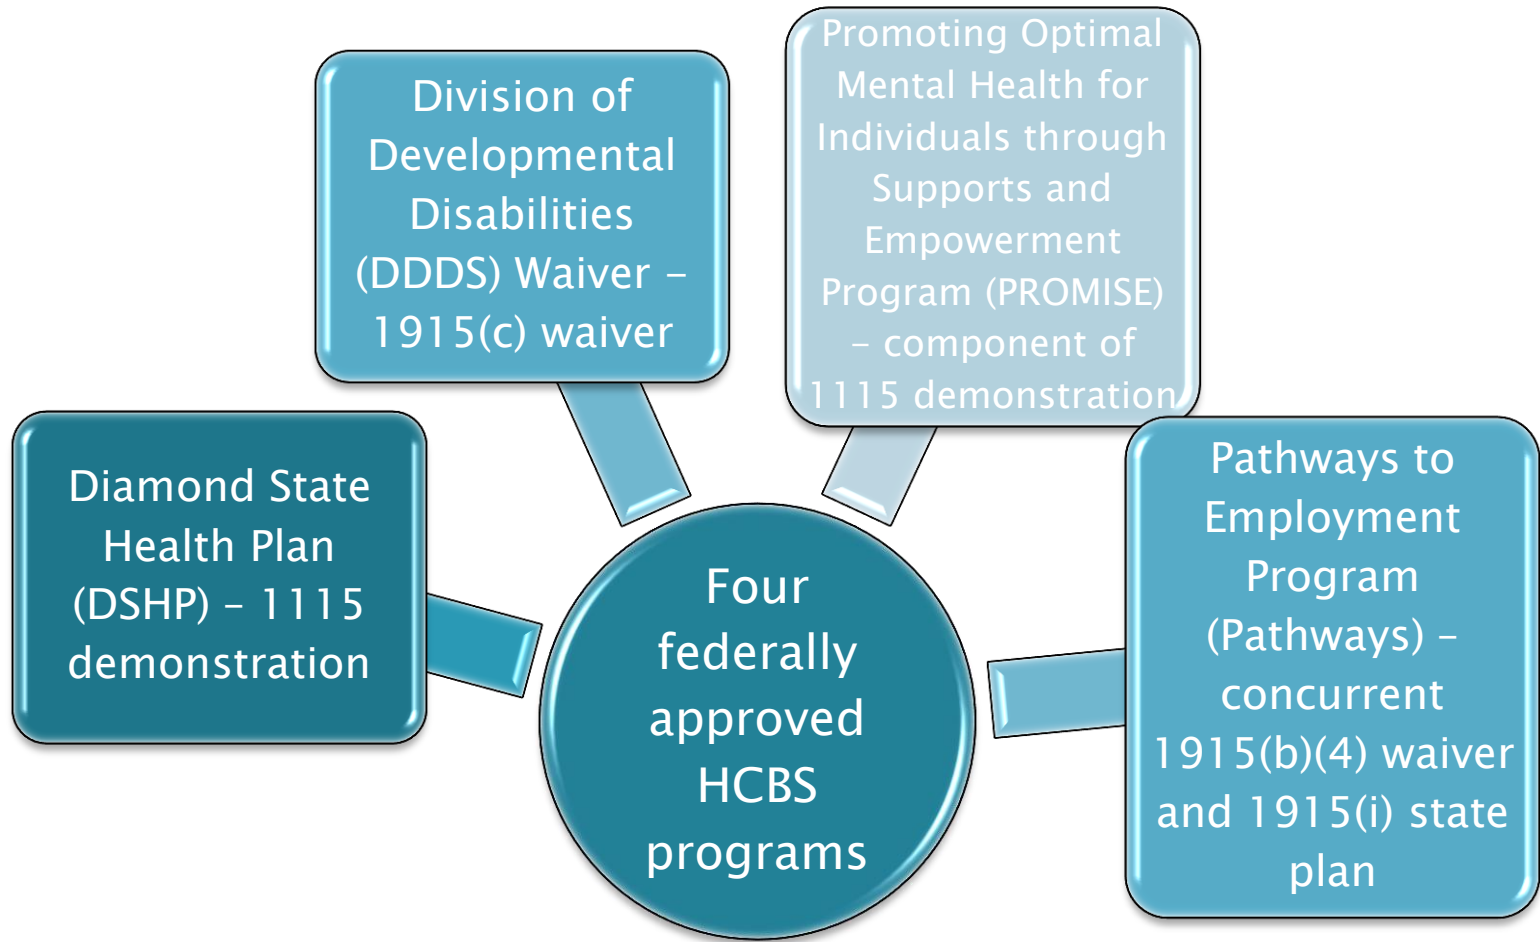 Diamond State
Health Plan
(DSHP) – 1115
demonstration
Division of
Developmental
Disabilities
(DDDS) Waiver –
1915(c) waiver
Promoting Optimal
Mental Health for
Individuals through
Supports and
Empowerment
Program (PROMISE)
– component of
1115 demonstration
Pathways to
Employment
Program
(Pathways) –
concurrent
1915(b)(4) waiver
and 1915(i) state
plan
Four
federally
approved
HCBS
programs